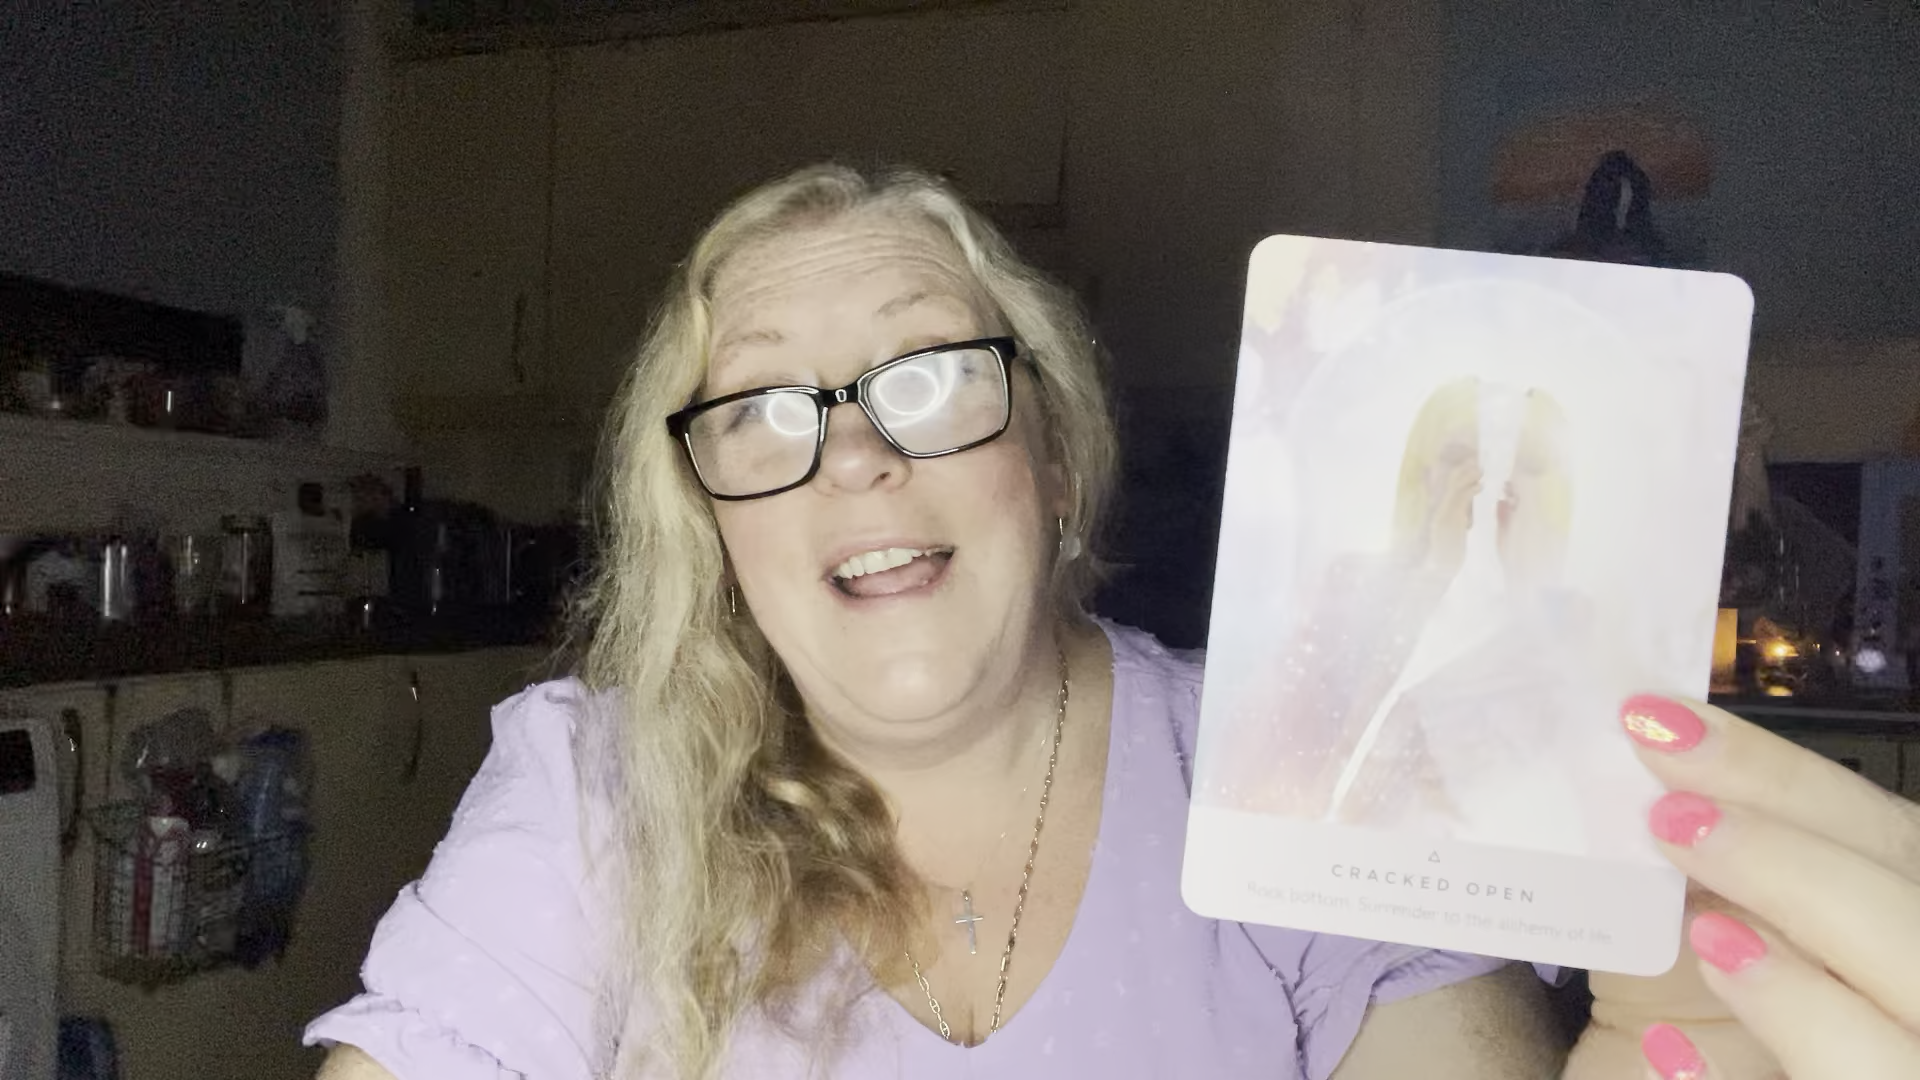 CRACKED OPEN
Rock bottom. Surrender to the alchemy of life.